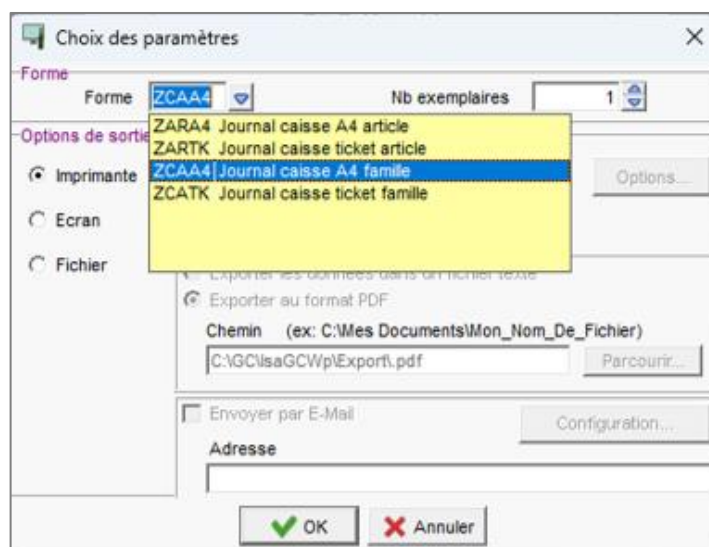 Choix des paramètres
Forme
Forme ZCAA4 Nb exemplaires 1
ZARA4 Journal caisse A4 article
Options de sortie ZARTK Journal caisse ticket article
Imprimante ZCAA4 Journal caisse A4 famille Options...
ZCATK Journal caisse ticket famille
Ecran
Fichier
Exporter les données dans un fichier texte
Exporter au format PDF
Chemin (ex: C:\Mes Documents\Mon_Nom_De_Fichier)
C:\GC\IsaGCWp\Export\.pdf Parcourir...
Envoyer par E-Mail Configuration...
Adresse
OK Annuler